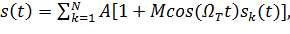 s(t) = ∑_{k=1}^{N} A[1 + Mcos(Ω_T t)s_k(t)],